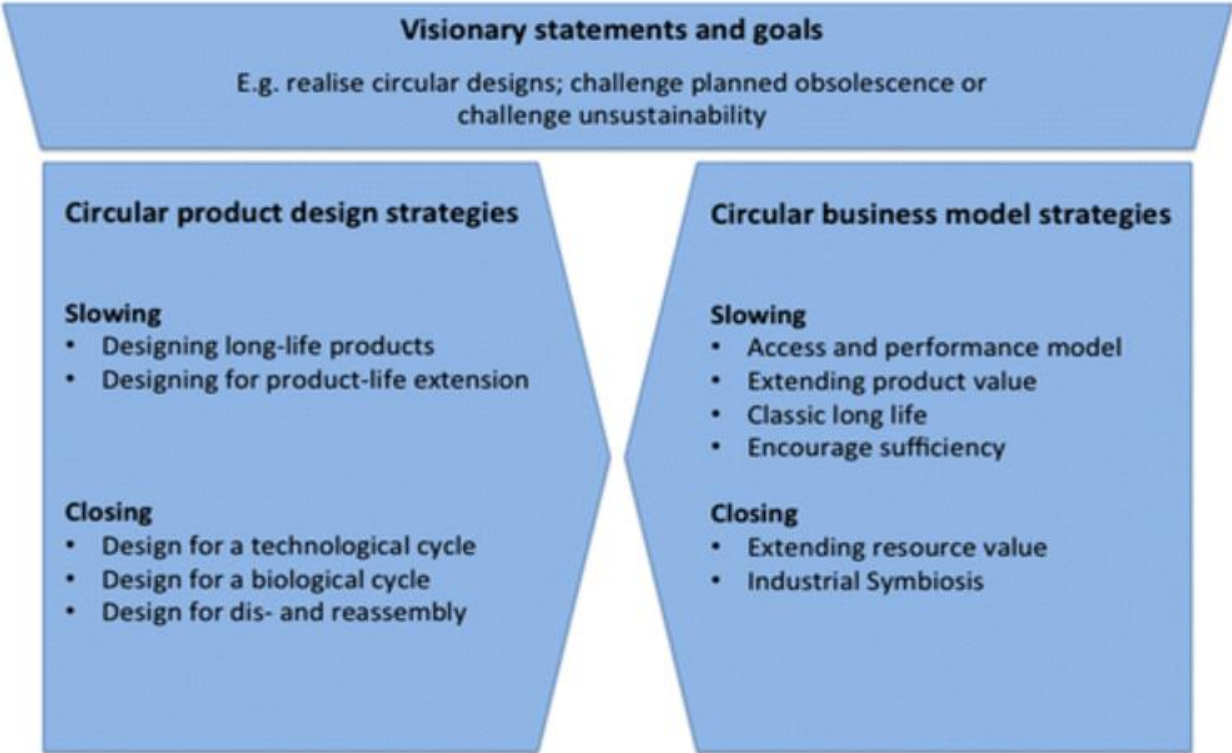 Visionary statements and goals
E.g. realise circular designs; challenge planned obsolescence or
challenge unsustainability
Circular product design strategies
Slowing
• Designing long-life products
• Designing for product-life extension
Closing
• Design for a technological cycle
• Design for a biological cycle
• Design for dis- and reassembly
Circular business model strategies
Slowing
• Access and performance model
• Extending product value
• Classic long life
• Encourage sufficiency
Closing
• Extending resource value
• Industrial Symbiosis